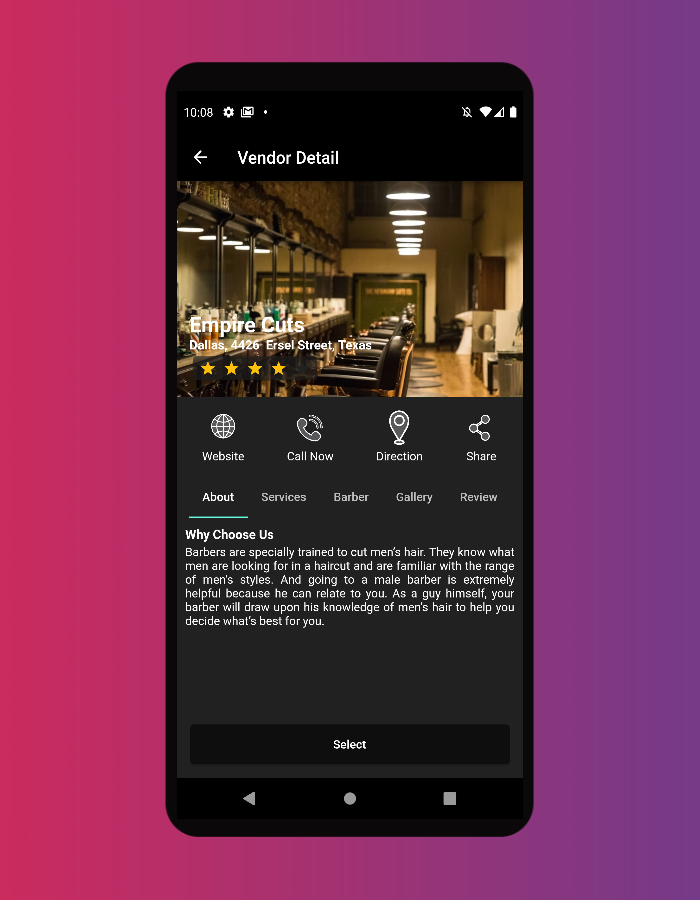 10:08
Vendor Detail
Empire Cuts
Dallas, 4426 Ersel Street, Texas
Website Call Now Direction Share
About Services Barber Gallery Review
Why Choose Us
Barbers are specially trained to cut men's hair. They know what
men are looking for in a haircut and are familiar with the range
of men's styles. And going to a male barber is extremely
helpful because he can relate to you. As a guy himself, your
barber will draw upon his knowledge of men's hair to help you
decide what's best for you.
Select